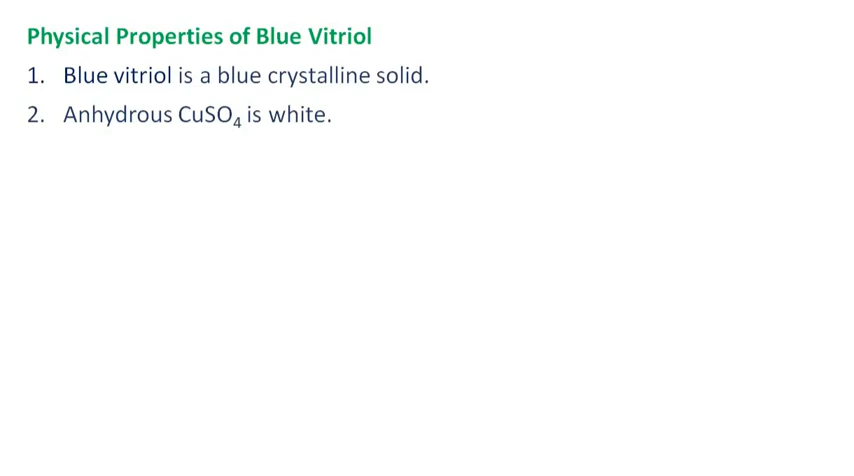 Physical Properties of Blue Vitriol
1. Blue vitriol is a blue crystalline solid.
2. Anhydrous CuSO₄ is white.